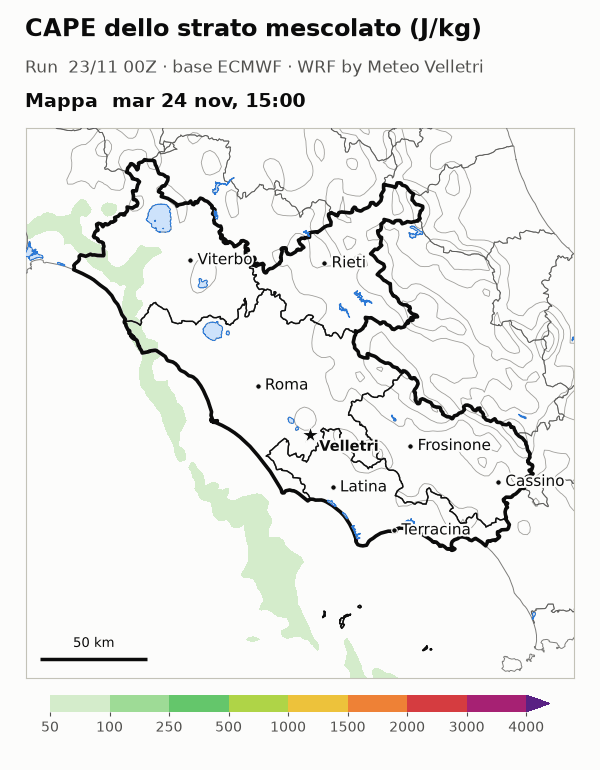 CAPE dello strato mescolato (J/kg)
Run  23/11 00Z · base ECMWF · WRF by Meteo Velletri
Mappa  mar 24 nov, 15:00
Viterbo
Rieti
Roma
Velletri
Frosinone
Latina
Cassino
Terracina
50 km
50 100 250 500 1000 1500 2000 3000 4000